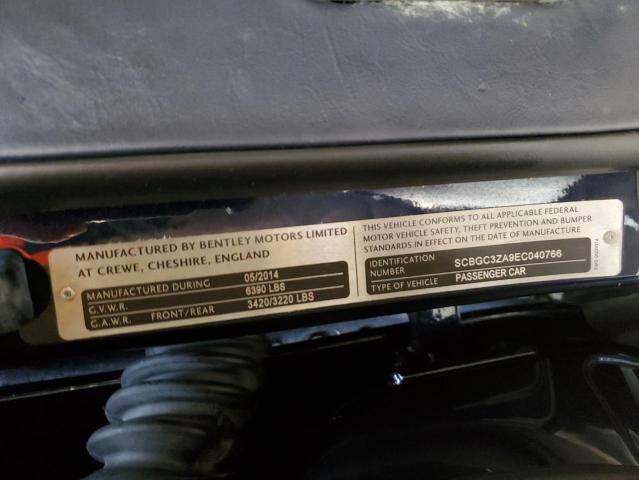 MANUFACTURED BY BENTLEY MOTORS LIMITED
AT CREWE, CHESHIRE, ENGLAND
MANUFACTURED DURING 05/2014
G.V.W.R. 6390 LBS
G.A.W.R. FRONT/REAR 3420/3220 LBS
THIS VEHICLE CONFORMS TO ALL APPLICABLE FEDERAL
MOTOR VEHICLE SAFETY, THEFT PREVENTION AND BUMPER
STANDARDS IN EFFECT ON THE DATE OF MANUFACTURE
IDENTIFICATION
NUMBER
SCBGC3ZA9EC040766
TYPE OF VEHICLE PASSENGER CAR